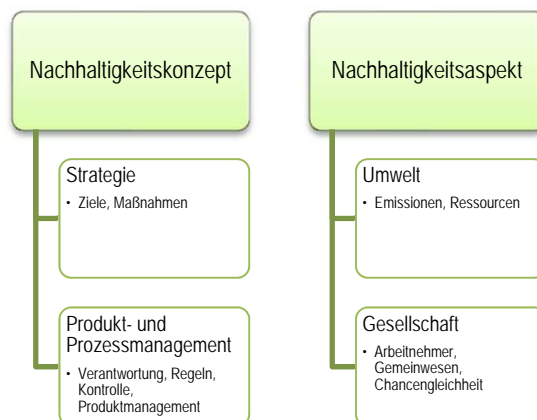 Nachhaltigkeitskonzept
Strategie
• Ziele, Maßnahmen
Produkt- und
Prozessmanagement
• Verantwortung, Regeln,
Kontrolle,
Produktmanagement
Nachhaltigkeitsaspekt
Umwelt
• Emissionen, Ressourcen
Gesellschaft
• Arbeitnehmer,
Gemeinwesen,
Chancengleichheit